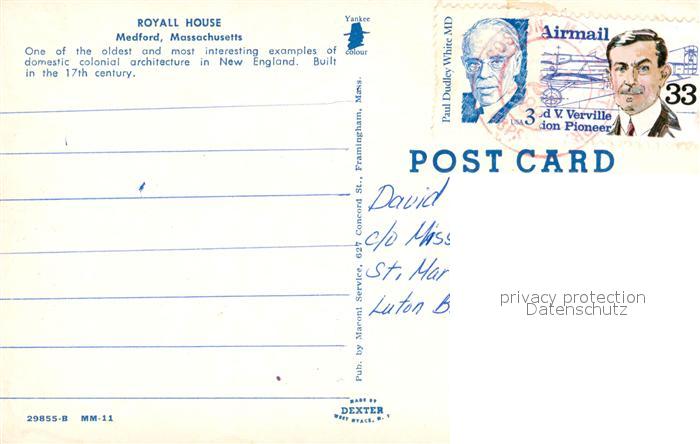 ROYALL HOUSE
Medford, Massachusetts
One of the oldest and most interesting examples of
domestic colonial architecture in New England. Built
in the 17th century.
Yankee
colour
Pub. by Maconi Service, 627 Concord St., Framingham, Mass.
Paul Dudley White MD
USA 3
Airmail
33
d V. Verville
ion Pioneer
POST CARD
David
c/o Miss
St. Mar
Luton B
privacy protection
Datenschutz
29855-B MM-11
MADE BY
DEXTER
WEST NYACK, N. Y.